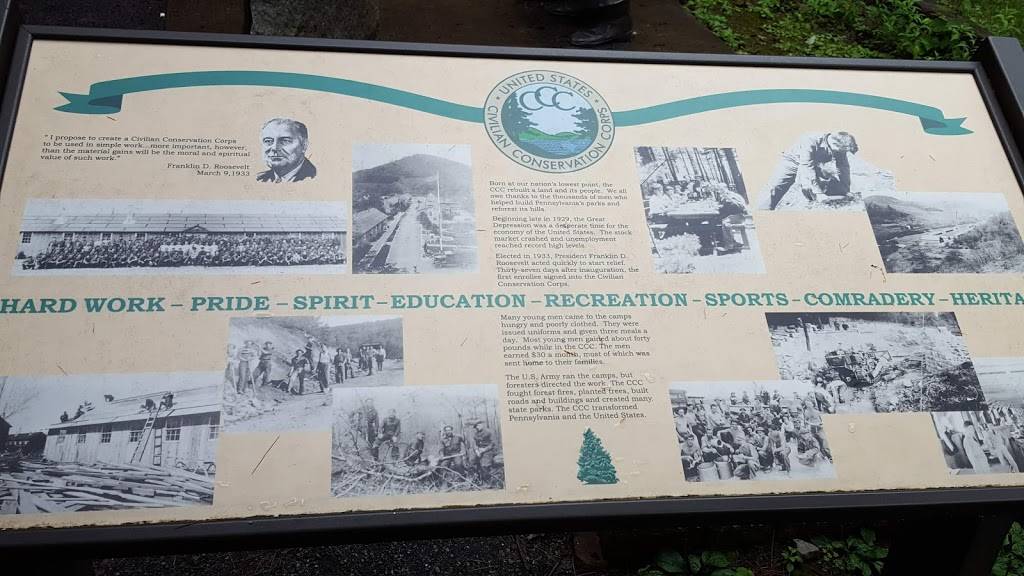 " I propose to create a Civilian Conservation Corps
to be used in simple work...more important, however,
than the material gains will be the moral and spiritual
value of such work."
Franklin D. Roosevelt
March 9,1933
UNITED STATES
CCC
CIVILIAN CONSERVATION CORPS
Born at our nation's lowest point, the
CCC rebuilt a land and its people. We all
owe thanks to the thousands of men who
helped build Pennsylvania's parks and
reforest its hills.
Beginning late in 1929, the Great
Depression was a desperate time for the
economy of the United States. The stock
market crashed and unemployment
reached record high levels.
Elected in 1933, President Franklin D.
Roosevelt acted quickly to start relief.
Thirty-seven days after inauguration, the
first enrollee signed into the Civilian
Conservation Corps.
HARD WORK – PRIDE – SPIRIT – EDUCATION – RECREATION – SPORTS – COMRADERY – HERITA
Many young men came to the camps
hungry and poorly clothed. They were
issued uniforms and given three meals a
day. Most young men gained about forty
pounds while in the CCC. The men
earned $30 a month, most of which was
sent home to their families.
The U.S. Army ran the camps, but
foresters directed the work. The CCC
fought forest fires, planted trees, built
roads and buildings and created many
state parks. The CCC transformed
Pennsylvania and the United States.